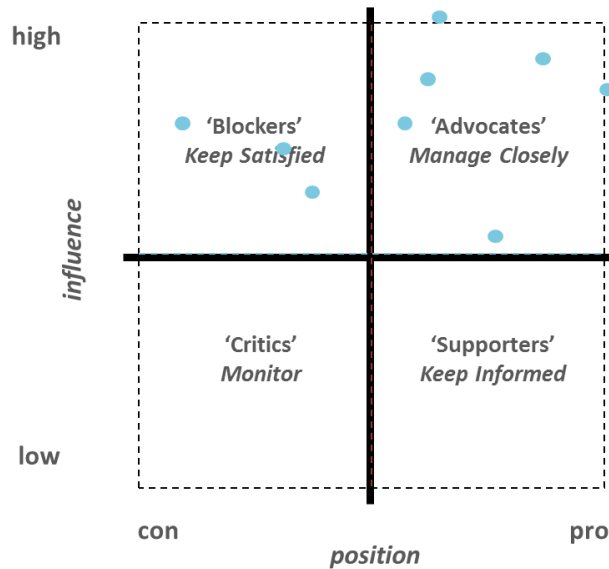 high
‘Blockers’
Keep Satisfied
‘Advocates’
Manage Closely
influence
‘Critics’
Monitor
‘Supporters’
Keep Informed
low
con
pro
position